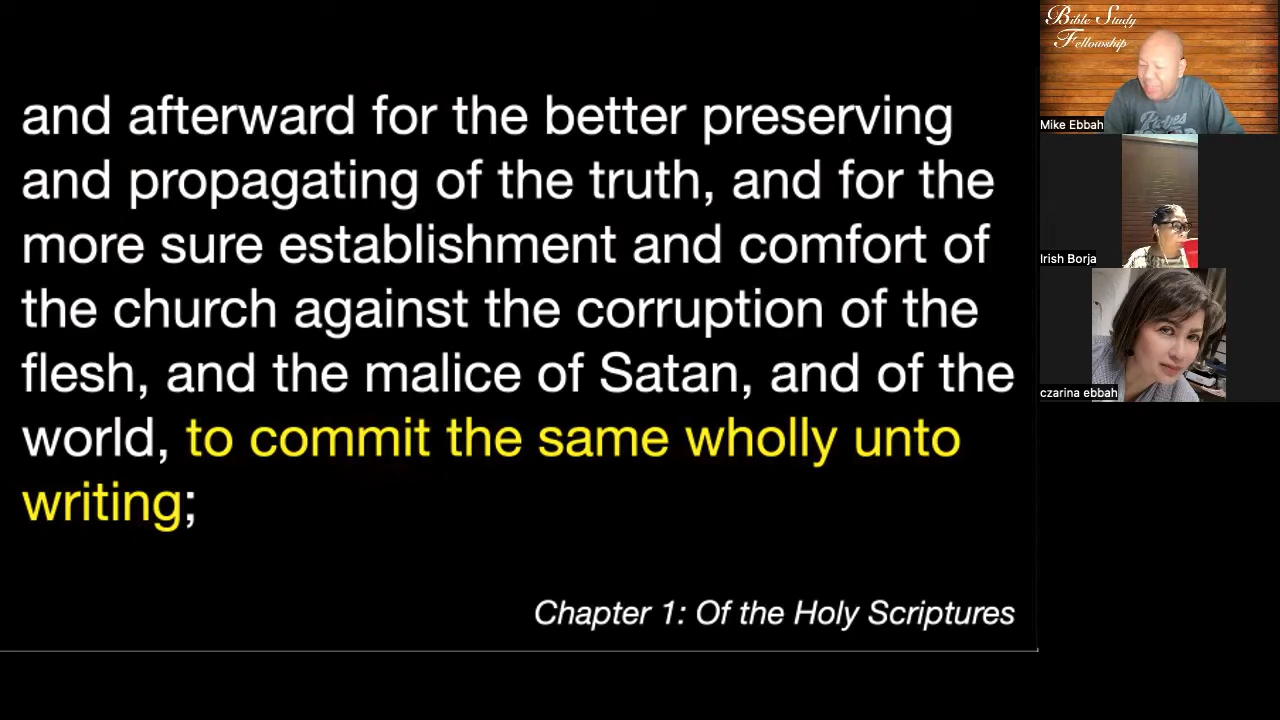 and afterward for the better preserving
and propagating of the truth, and for the
more sure establishment and comfort of
the church against the corruption of the
flesh, and the malice of Satan, and of the
world, to commit the same wholly unto
writing;
Chapter 1: Of the Holy Scriptures
Bible Study
Fellowship
Mike Ebbah
Irish Borja
czarina ebbah